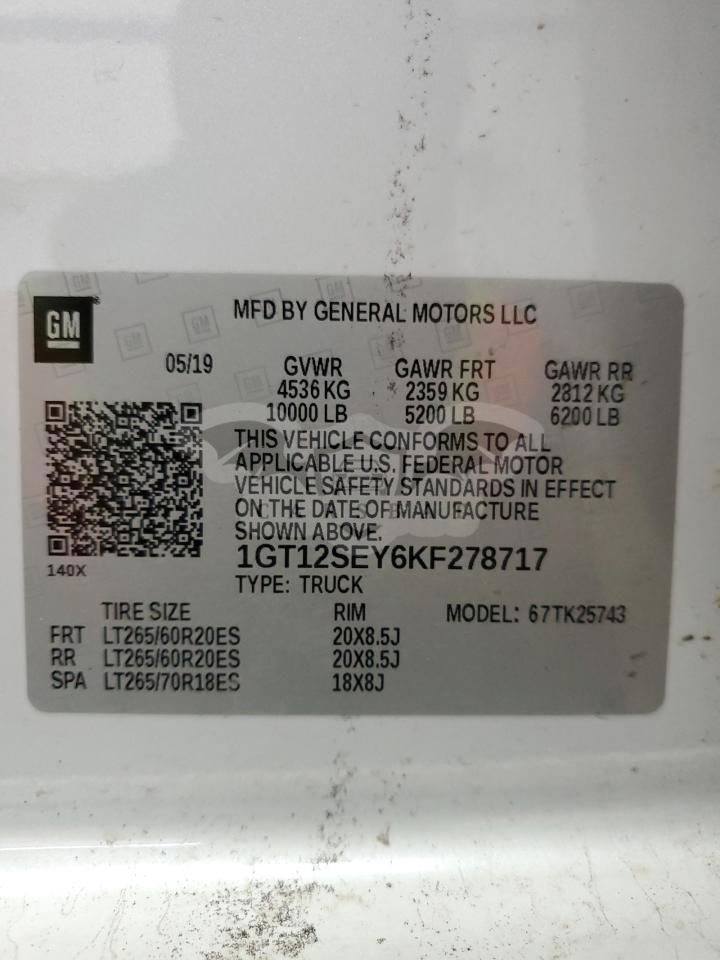 GM
MFD BY GENERAL MOTORS LLC
05/19 GVWR GAWR FRT GAWR RR
4536 KG 2359 KG 2812 KG
10000 LB 5200 LB 6200 LB
THIS VEHICLE CONFORMS TO ALL
APPLICABLE U.S. FEDERAL MOTOR
VEHICLE SAFETY STANDARDS IN EFFECT
ON THE DATE OF MANUFACTURE
SHOWN ABOVE.
140X
1GT12SEY6KF278717
TYPE: TRUCK
TIRE SIZE RIM MODEL: 67TK25743
FRT LT265/60R20ES 20X8.5J
RR LT265/60R20ES 20X8.5J
SPA LT265/70R18ES 18X8J